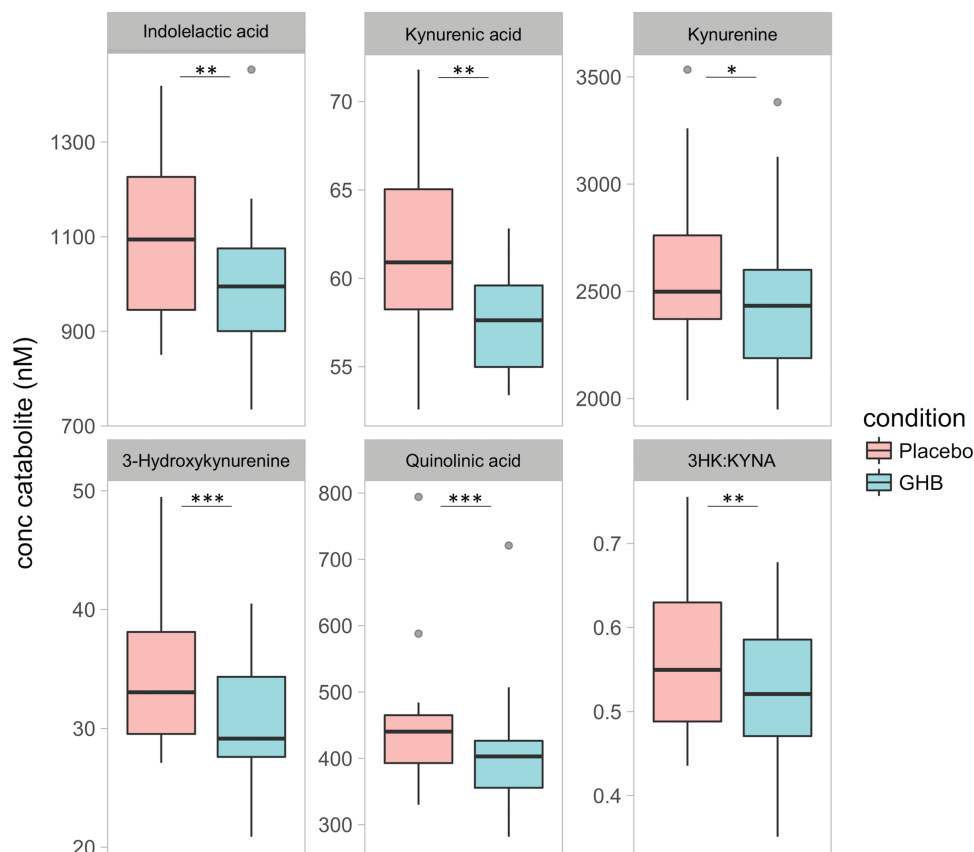 Indolelactic acid
Kynurenic acid
Kynurenine
** ** *
1300
1100
900
700
70
65
60
55
3500
3000
2500
2000
conc catabolite (nM)
condition
Placebo
GHB
3-Hydroxykynurenine
Quinolinic acid
3HK:KYNA
*** *** **
50
40
30
20
800
700
600
500
400
300
0.7
0.6
0.5
0.4